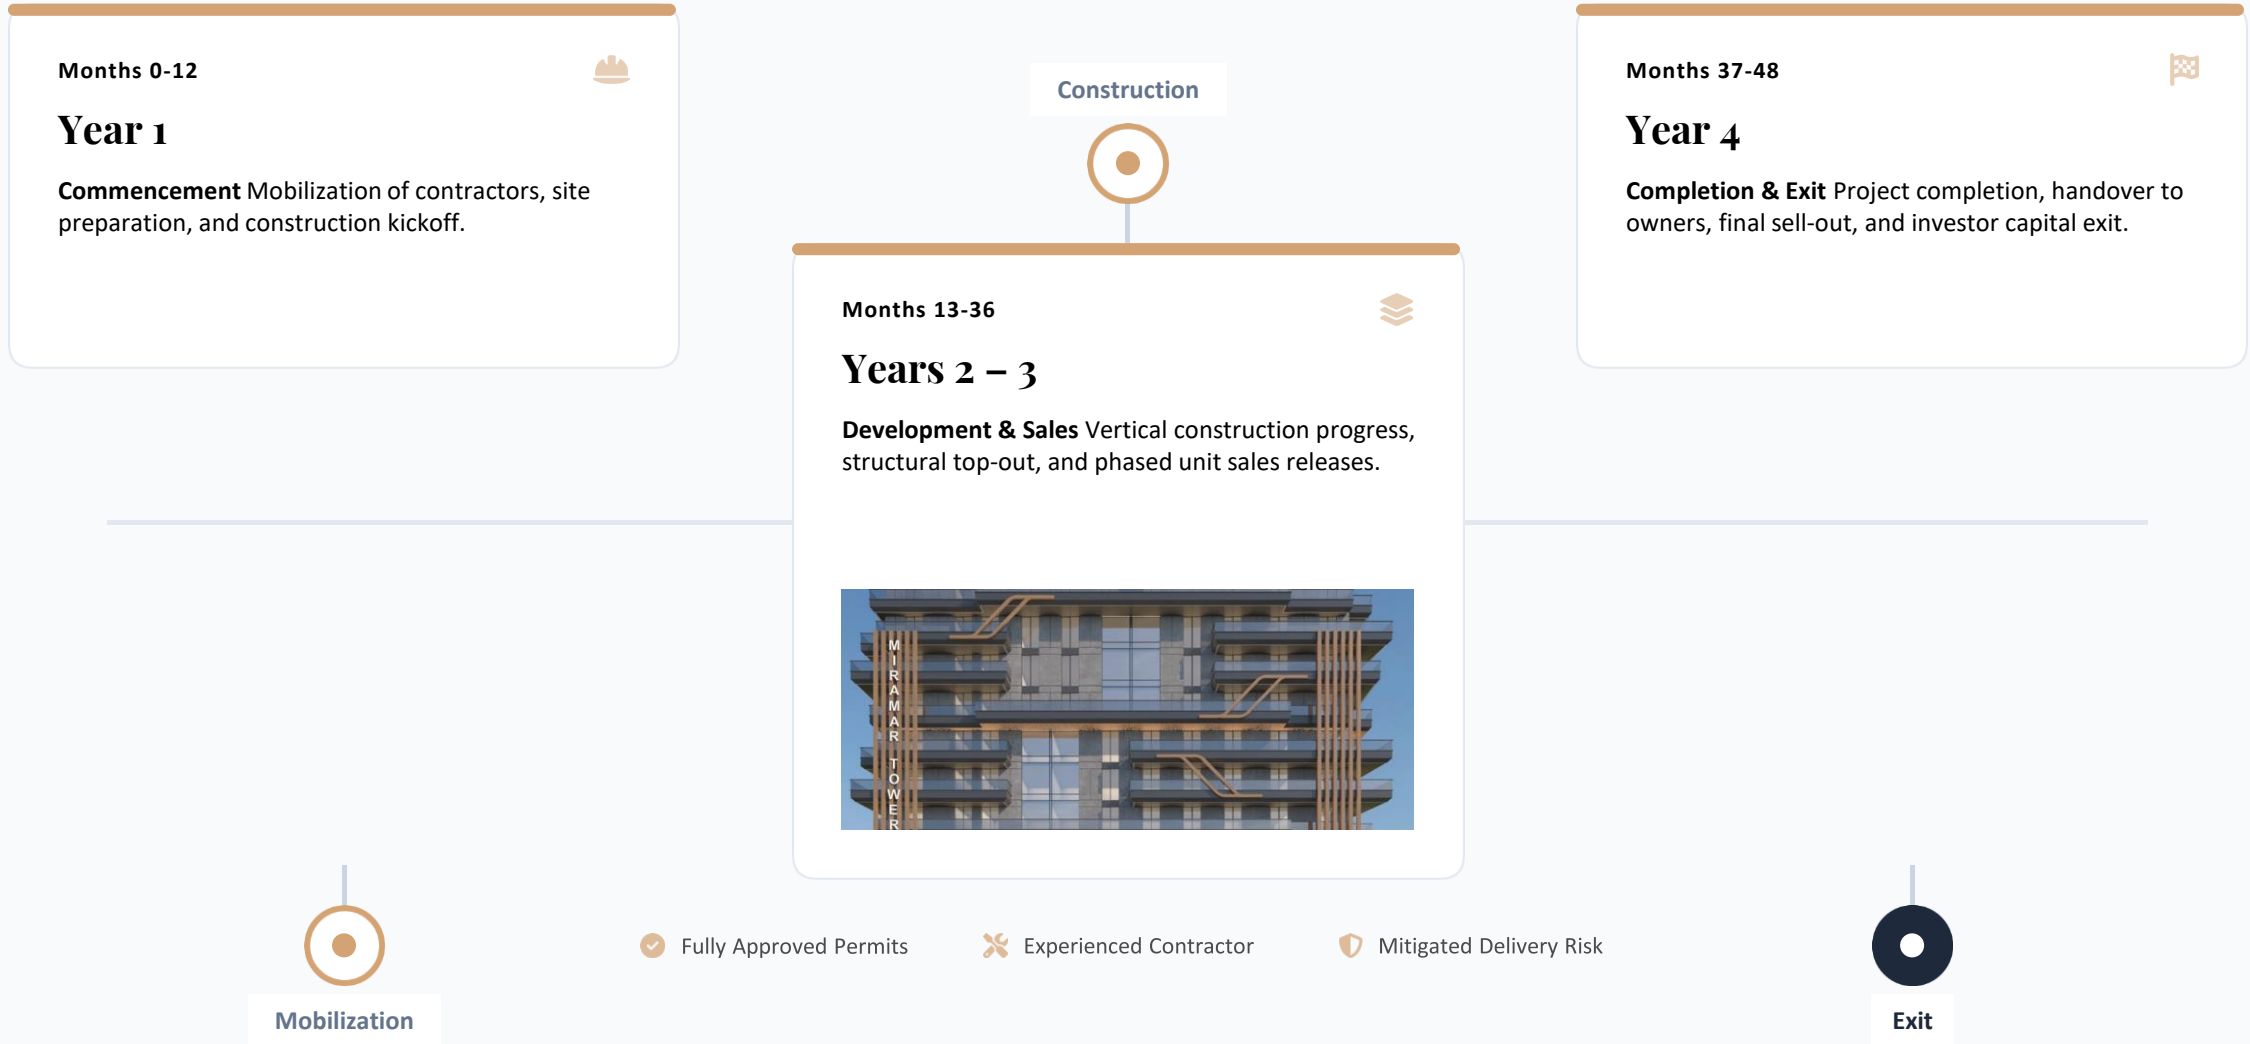 Months 0-12
Year 1
Commencement Mobilization of contractors, site
preparation, and construction kickoff.
Mobilization
Construction
Months 13-36
Years 2 – 3
Development & Sales Vertical construction progress,
structural top-out, and phased unit sales releases.
MIRAMAR TOWER
Months 37-48
Year 4
Completion & Exit Project completion, handover to
owners, final sell-out, and investor capital exit.
Exit
Fully Approved Permits
Experienced Contractor
Mitigated Delivery Risk